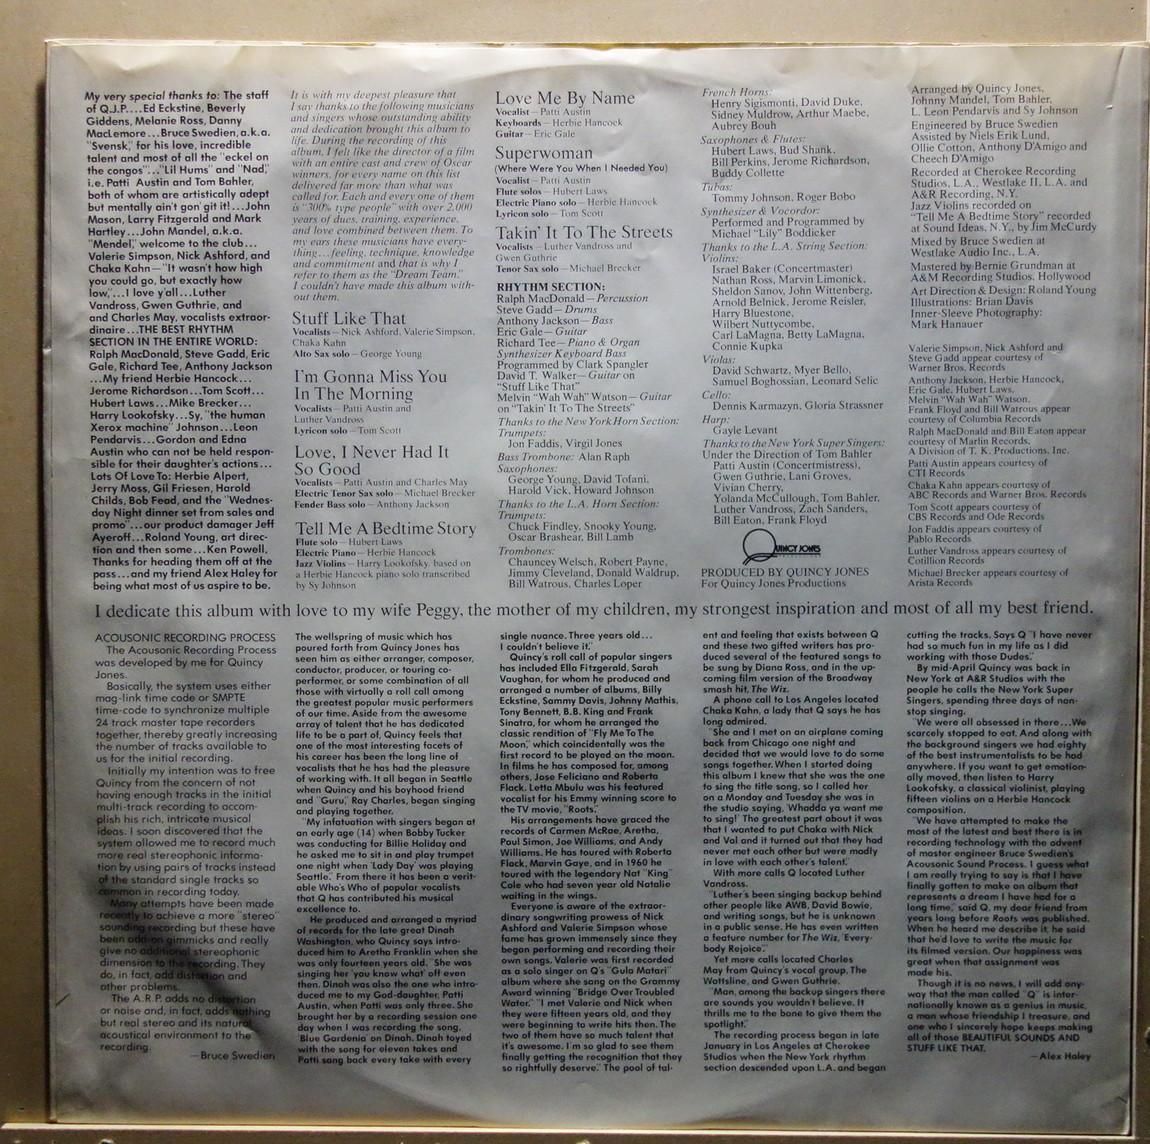 My very special thanks to: The staff
of Q.J.P....Ed Eckstine, Beverly
Giddens, Melanie Ross, Danny
MacLemore...Bruce Swedien, a.k.a.
"Svensk," for his love, incredible
talent and most of all the "eckel on
the congos"..."Lil Hums" and "Nad,"
i.e. Patti Austin and Tom Bahler,
both of whom are artistically adept
but mentally ain't gon' git it!...John
Mason, Larry Fitzgerald and Mark
Hartley...John Mandel, a.k.a.
"Mendel," welcome to the club...
Valerie Simpson, Nick Ashford, and
Chaka Kahn—"It wasn't how high
you could go, but exactly how
low,"...I love y'all...Luther
Vandross, Gwen Guthrie, and
and Charles May, vocalists extraor-
dinaire...THE BEST RHYTHM
SECTION IN THE ENTIRE WORLD:
Ralph MacDonald, Steve Gadd, Eric
Gale, Richard Tee, Anthony Jackson
...My friend Herbie Hancock...
Jerome Richardson...Tom Scott...
Hubert Laws...Mike Brecker...
Harry Lookofsky...Sy, "the human
Xerox machine" Johnson...Leon
Pendarvis...Gordon and Edna
Austin who can not be held respon-
sible for their daughter's actions...
Lots Of Love To: Herbie Alpert,
Jerry Moss, Gil Friesen, Harold
Childs, Bob Fead, and the "Wednes-
day Night dinner set from sales and
promo"...our product damager Jeff
Ayeroff...Roland Young, art direc-
tion and then some...Ken Powell,
Thanks for heading them off at the
pass...and my friend Alex Haley for
being what most of us aspire to be.
It is with my deepest pleasure that
I say thanks to the following musicians
and singers whose outstanding ability
and dedication brought this album to
life. During the recording of this
album, I felt like the director of a film
with an entire cast and crew of Oscar
winners, for every name on this list
delivered far more than what was
called for. Each and every one of them
is "300% type people" with over 2,000
years of dues, training, experience,
and love combined between them. To
my ears these musicians have every-
thing...feeling, technique, knowledge
and commitment and that is why I
refer to them as the "Dream Team."
I couldn't have made this album with-
out them.
Stuff Like That
Vocalists—Nick Ashford, Valerie Simpson,
Chaka Kahn
Alto Sax solo—George Young
I'm Gonna Miss You
In The Morning
Vocalists—Patti Austin and
Luther Vandross
Lyricon solo—Tom Scott
Love, I Never Had It
So Good
Vocalists—Patti Austin and Charles May
Electric Tenor Sax solo—Michael Brecker
Fender Bass solo—Anthony Jackson
Tell Me A Bedtime Story
Flute solo—Hubert Laws
Electric Piano—Herbie Hancock
Jazz Violins—Harry Lookofsky, based on
a Herbie Hancock piano solo transcribed
by Sy Johnson
Love Me By Name
Vocalist—Patti Austin
Keyboards—Herbie Hancock
Guitar—Eric Gale
Superwoman
(Where Were You When I Needed You)
Vocalist—Patti Austin
Flute solos—Hubert Laws
Electric Piano solo—Herbie Hancock
Lyricon solo—Tom Scott
Takin' It To The Streets
Vocalists—Luther Vandross and
Gwen Guthrie
Tenor Sax solo—Michael Brecker
RHYTHM SECTION:
Ralph MacDonald—Percussion
Steve Gadd—Drums
Anthony Jackson—Bass
Eric Gale—Guitar
Richard Tee—Piano & Organ
Synthesizer Keyboard Bass
Programmed by Clark Spangler
David T. Walker—Guitar on
"Stuff Like That"
Melvin "Wah Wah" Watson—Guitar
on "Takin' It To The Streets"
Thanks to the New York Horn Section:
Trumpets:
Jon Faddis, Virgil Jones
Bass Trombone: Alan Raph
Saxophones:
George Young, David Tofani,
Harold Vick, Howard Johnson
Thanks to the L.A. Horn Section:
Trumpets:
Chuck Findley, Snooky Young,
Oscar Brashear, Bill Lamb
Trombones:
Chauncey Welsch, Robert Payne,
Jimmy Cleveland, Donald Waldrup,
Bill Watrous, Charles Loper
French Horns:
Henry Sigismonti, David Duke,
Sidney Muldrow, Arthur Maebe,
Aubrey Bouh
Saxophones & Flutes:
Hubert Laws, Bud Shank,
Bill Perkins, Jerome Richardson,
Buddy Collette
Tubas:
Tommy Johnson, Roger Bobo
Synthesizer & Vocordor:
Performed and Programmed by
Michael "Lily" Boddicker
Thanks to the L.A. String Section:
Violins:
Israel Baker (Concertmaster)
Nathan Ross, Marvin Limonick,
Sheldon Sanov, John Wittenberg,
Arnold Belnick, Jerome Reisler,
Harry Bluestone,
Wilbert Nuttycombe,
Carl LaMagna, Betty LaMagna,
Connie Kupka
Violas:
David Schwartz, Myer Bello,
Samuel Boghossian, Leonard Selic
Cello:
Dennis Karmazyn, Gloria Strassner
Harp:
Gayle Levant
Thanks to the New York Super Singers:
Under the Direction of Tom Bahler
Patti Austin (Concertmistress),
Gwen Guthrie, Lani Groves,
Vivian Cherry,
Yolanda McCullough, Tom Bahler,
Luther Vandross, Zach Sanders,
Bill Eaton, Frank Floyd
QUINCY JONES
PRODUCED BY QUINCY JONES
For Quincy Jones Productions
Arranged by Quincy Jones,
Johnny Mandel, Tom Bahler,
L. Leon Pendarvis and Sy Johnson
Engineered by Bruce Swedien
Assisted by Niels Erik Lund,
Ollie Cotton, Anthony D'Amigo and
Cheech D'Amigo
Recorded at Cherokee Recording
Studios, L.A., Westlake II, L.A. and
A&R Recording, N.Y.
Jazz Violins recorded on
"Tell Me A Bedtime Story" recorded
at Sound Ideas, N.Y., by Jim McCurdy
Mixed by Bruce Swedien at
Westlake Audio Inc., L.A.
Mastered by Bernie Grundman at
A&M Recording Studios, Hollywood
Art Direction & Design: Roland Young
Illustrations: Brian Davis
Inner-Sleeve Photography:
Mark Hanauer
Valerie Simpson, Nick Ashford and
Steve Gadd appear courtesy of
Warner Bros. Records
Anthony Jackson, Herbie Hancock,
Eric Gale, Hubert Laws,
Melvin "Wah Wah" Watson,
Frank Floyd and Bill Watrous appear
courtesy of Columbia Records
Ralph MacDonald and Bill Eaton appear
courtesy of Marlin Records,
A Division of T. K. Productions, Inc.
Patti Austin appears courtesy of
CTI Records
Chaka Kahn appears courtesy of
ABC Records and Warner Bros. Records
Tom Scott appears courtesy of
CBS Records and Ode Records
Jon Faddis appears courtesy of
Pablo Records
Luther Vandross appears courtesy of
Cotillion Records
Michael Brecker appears courtesy of
Arista Records
I dedicate this album with love to my wife Peggy, the mother of my children, my strongest inspiration and most of all my best friend.
ACOUSONIC RECORDING PROCESS
The Acousonic Recording Process
was developed by me for Quincy
Jones.
Basically, the system uses either
mag-link time code or SMPTE
time-code to synchronize multiple
24 track master tape recorders
together, thereby greatly increasing
the number of tracks available to
us for the initial recording.
Initially my intention was to free
Quincy from the concern of not
having enough tracks in the initial
multi-track recording to accom-
plish his rich, intricate musical
ideas. I soon discovered that the
system allowed me to record much
more real stereophonic informa-
tion by using pairs of tracks instead
of the standard single tracks so
common in recording today.
Many attempts have been made
recently to achieve a more "stereo"
sounding recording but these have
been add-on gimmicks and really
give no additional stereophonic
dimension to the recording. They
do, in fact, add distortion and
other problems.
The A.R.P. adds no distortion
or noise and, in fact, adds nothing
but real stereo and its natural
acoustical environment to the
recording.
—Bruce Swedien
The wellspring of music which has
poured forth from Quincy Jones has
seen him as either arranger, composer,
conductor, producer, or touring co-
performer, or some combination of all
those with virtually a roll call among
the greatest popular music performers
of our time. Aside from the awesome
array of talent that he has dedicated
life to be a part of, Quincy feels that
one of the most interesting facets of
his career has been the long line of
vocalists that he has had the pleasure
of working with. It all began in Seattle
when Quincy and his boyhood friend
and "Guru," Ray Charles, began singing
and playing together.
"My infatuation with singers began at
an early age (14) when Bobby Tucker
was conducting for Billie Holiday and
he asked me to sit in and play trumpet
one night when 'Lady Day' was playing
Seattle." From there it has been a verit-
able Who's Who of popular vocalists
that Q has contributed his musical
excellence to.
He produced and arranged a myriad
of records for the late great Dinah
Washington, who Quincy says intro-
duced him to Aretha Franklin when she
was only fourteen years old. "She was
singing her 'you know what' off even
then. Dinah was also the one who intro-
duced me to my God-daughter, Patti
Austin, when Patti was only three. She
brought her by a recording session one
day when I was recording the song,
'Blue Gardenia' on Dinah. Dinah toyed
with the song for eleven takes and
Patti sang back every take with every
single nuance. Three years old...
I couldn't believe it."
Quincy's roll call of popular singers
has included Ella Fitzgerald, Sarah
Vaughan, for whom he produced and
arranged a number of albums, Billy
Eckstine, Sammy Davis, Johnny Mathis,
Tony Bennett, B.B. King and Frank
Sinatra, for whom he arranged the
classic rendition of "Fly Me To The
Moon," which coincidentally was the
first record to be played on the moon.
In films he has composed for, among
others, Jose Feliciano and Roberta
Flack. Letta Mbulu was his featured
vocalist for his Emmy winning score to
the TV movie, "Roots."
His arrangements have graced the
records of Carmen McRae, Aretha,
Paul Simon, Joe Williams, and Andy
Williams. He has toured with Roberta
Flack, Marvin Gaye, and in 1960 he
toured with the legendary Nat "King"
Cole who had seven year old Natalie
waiting in the wings.
Everyone is aware of the extraor-
dinary songwriting prowess of Nick
Ashford and Valerie Simpson whose
fame has grown immensely since they
began performing and recording their
own songs. Valerie was first recorded
as a solo singer on Q's "Gula Matari"
album where she sang on the Grammy
Award winning "Bridge Over Troubled
Water." "I met Valerie and Nick when
they were fifteen years old, and they
were beginning to write hits then. The
two of them have so much talent that
it's awesome. I'm so glad to see them
finally getting the recognition that they
so rightfully deserve." The pool of tal-
ent and feeling that exists between Q
and these two gifted writers has pro-
duced several of the featured songs to
be sung by Diana Ross, and in the up-
coming film version of the Broadway
smash hit, The Wiz.
A phone call to Los Angeles located
Chaka Kahn, a lady that Q says he has
long admired.
"She and I met on an airplane coming
back from Chicago one night and
decided that we would love to do some
songs together. When I started doing
this album I knew that she was the one
to sing the title song, so I called her
on a Monday and Tuesday she was in
the studio saying, 'Whadda ya want me
to sing!' The greatest part about it was
that I wanted to put Chaka with Nick
and Val and it turned out that they had
never met each other but were madly
in love with each other's talent."
With more calls Q located Luther
Vandross.
"Luther's been singing backup behind
other people like AWB, David Bowie,
and writing songs, but he is unknown
in a public sense. He has even written
a feature number for The Wiz, 'Every-
body Rejoice.'"
Yet more calls located Charles
May from Quincy's vocal group, The
Wattsline, and Gwen Guthrie.
"Man, among the backup singers there
are sounds you wouldn't believe. It
thrills me to the bone to give them the
spotlight."
The recording process began in late
January in Los Angeles at Cherokee
Studios when the New York rhythm
section descended upon L.A. and began
cutting the tracks. Says Q "I have never
had so much fun in my life as I did
working with those Dudes."
By mid-April Quincy was back in
New York at A&R Studios with the
people he calls the New York Super
Singers, spending three days of non-
stop singing.
"We were all obsessed in there...We
scarcely stopped to eat. And along with
the background singers we had eighty
of the best instrumentalists to be had
anywhere. If you want to get emotion-
ally moved, then listen to Harry
Lookofsky, a classical violinist, playing
fifteen violins on a Herbie Hancock
composition.
"We have attempted to make the
most of the latest and best there is in
recording technology with the advent
of master engineer Bruce Swedien's
Acousonic Sound Process. I guess what
I am really trying to say is that I have
finally gotten to make an album that
represents a dream I have had for a
long time," said Q, my dear friend from
years long before Roots was published.
When he heard me describe it, he said
that he'd love to write the music for
its filmed version. Our happiness was
great when that assignment was
made his.
Though it is no news, I will add any-
way that the man called "Q" is inter-
nationally known as a genius in music,
a man whose friendship I treasure, and
one who I sincerely hope keeps making
all of those BEAUTIFUL SOUNDS AND
STUFF LIKE THAT.
—Alex Haley